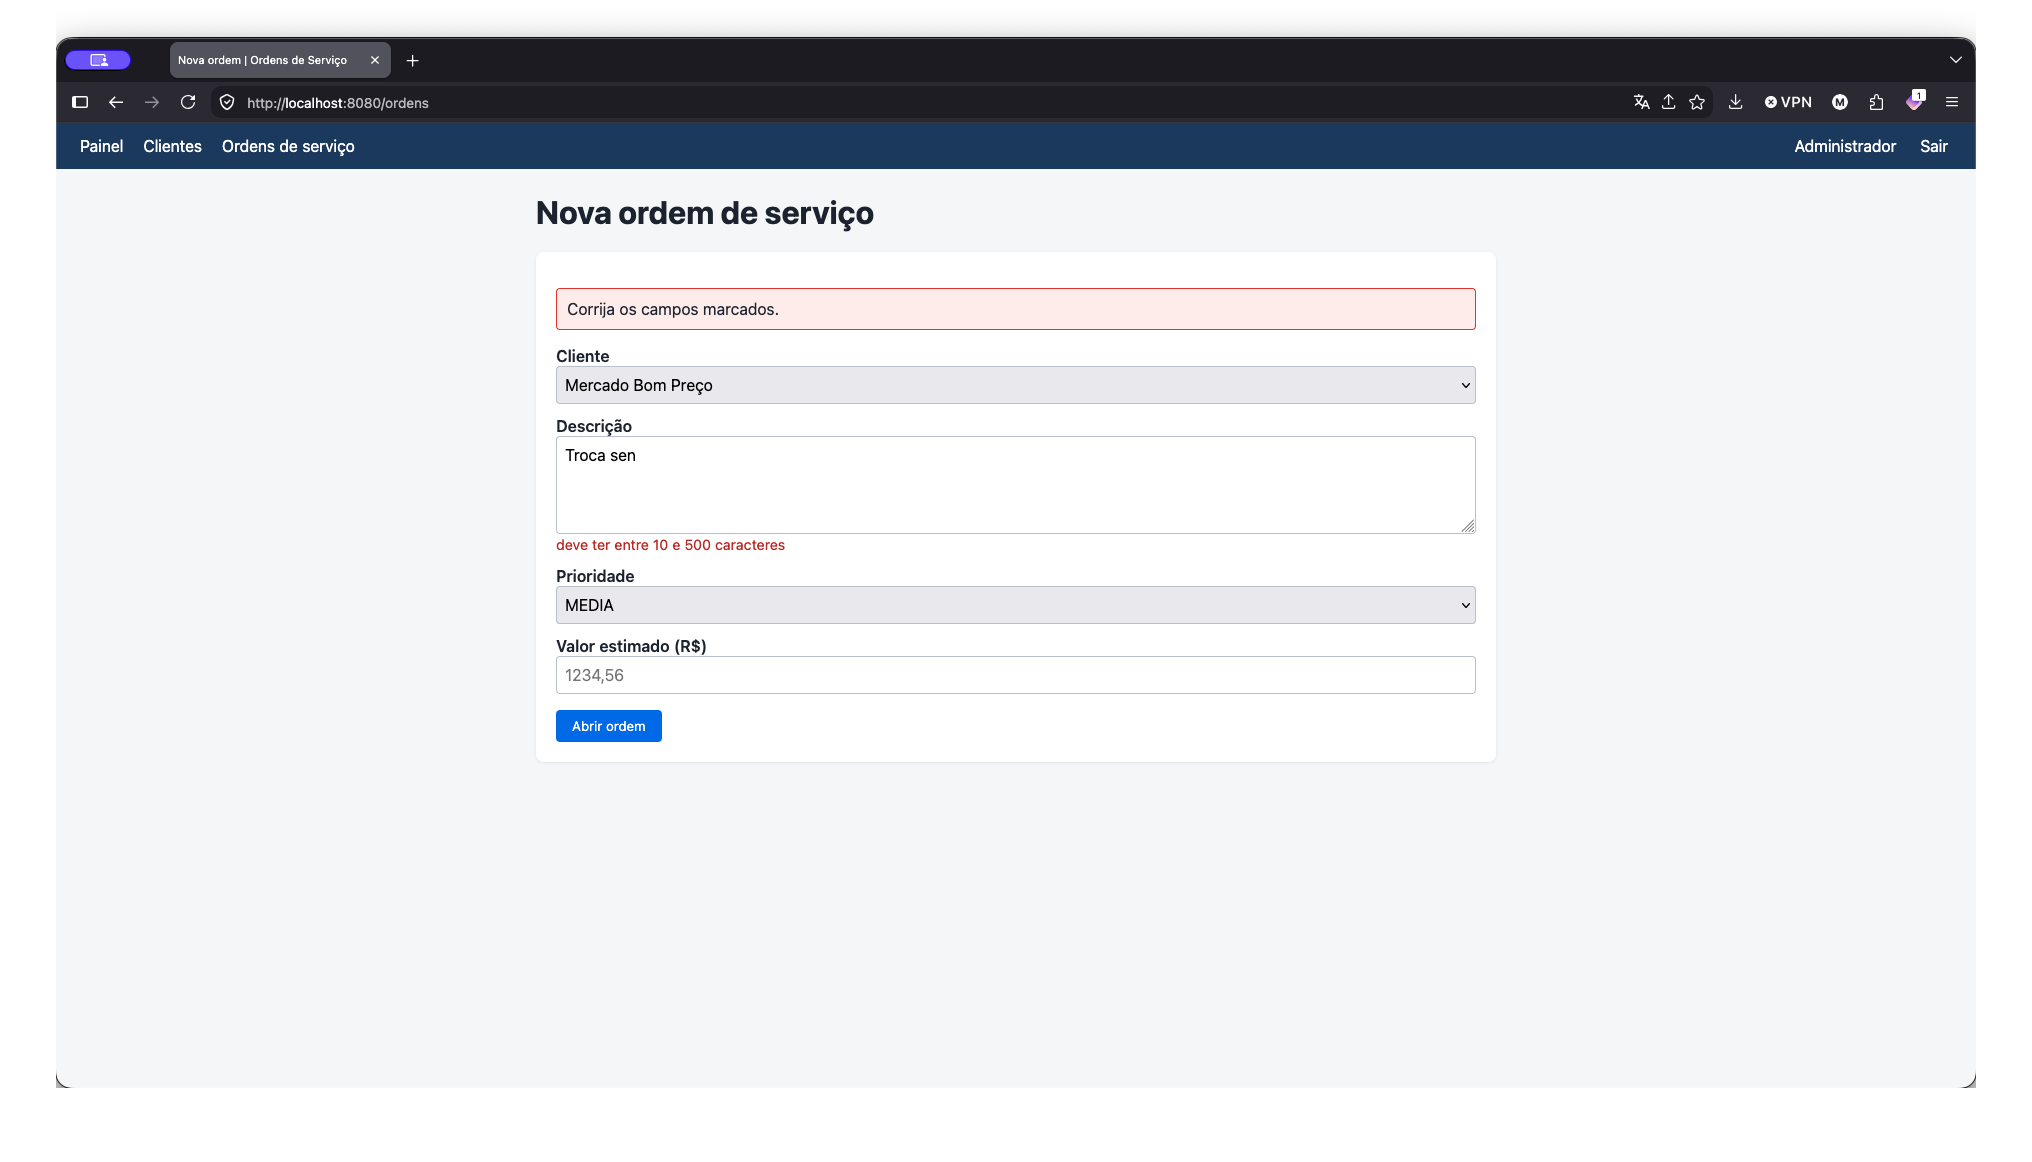 Nova ordem | Ordens de Serviço
http://localhost:8080/ordens
VPN
M
1
Painel Clientes Ordens de serviço Administrador Sair
Nova ordem de serviço
Corrija os campos marcados.
Cliente
Mercado Bom Preço
Descrição
Troca sen
deve ter entre 10 e 500 caracteres
Prioridade
MEDIA
Valor estimado (R$)
1234,56
Abrir ordem